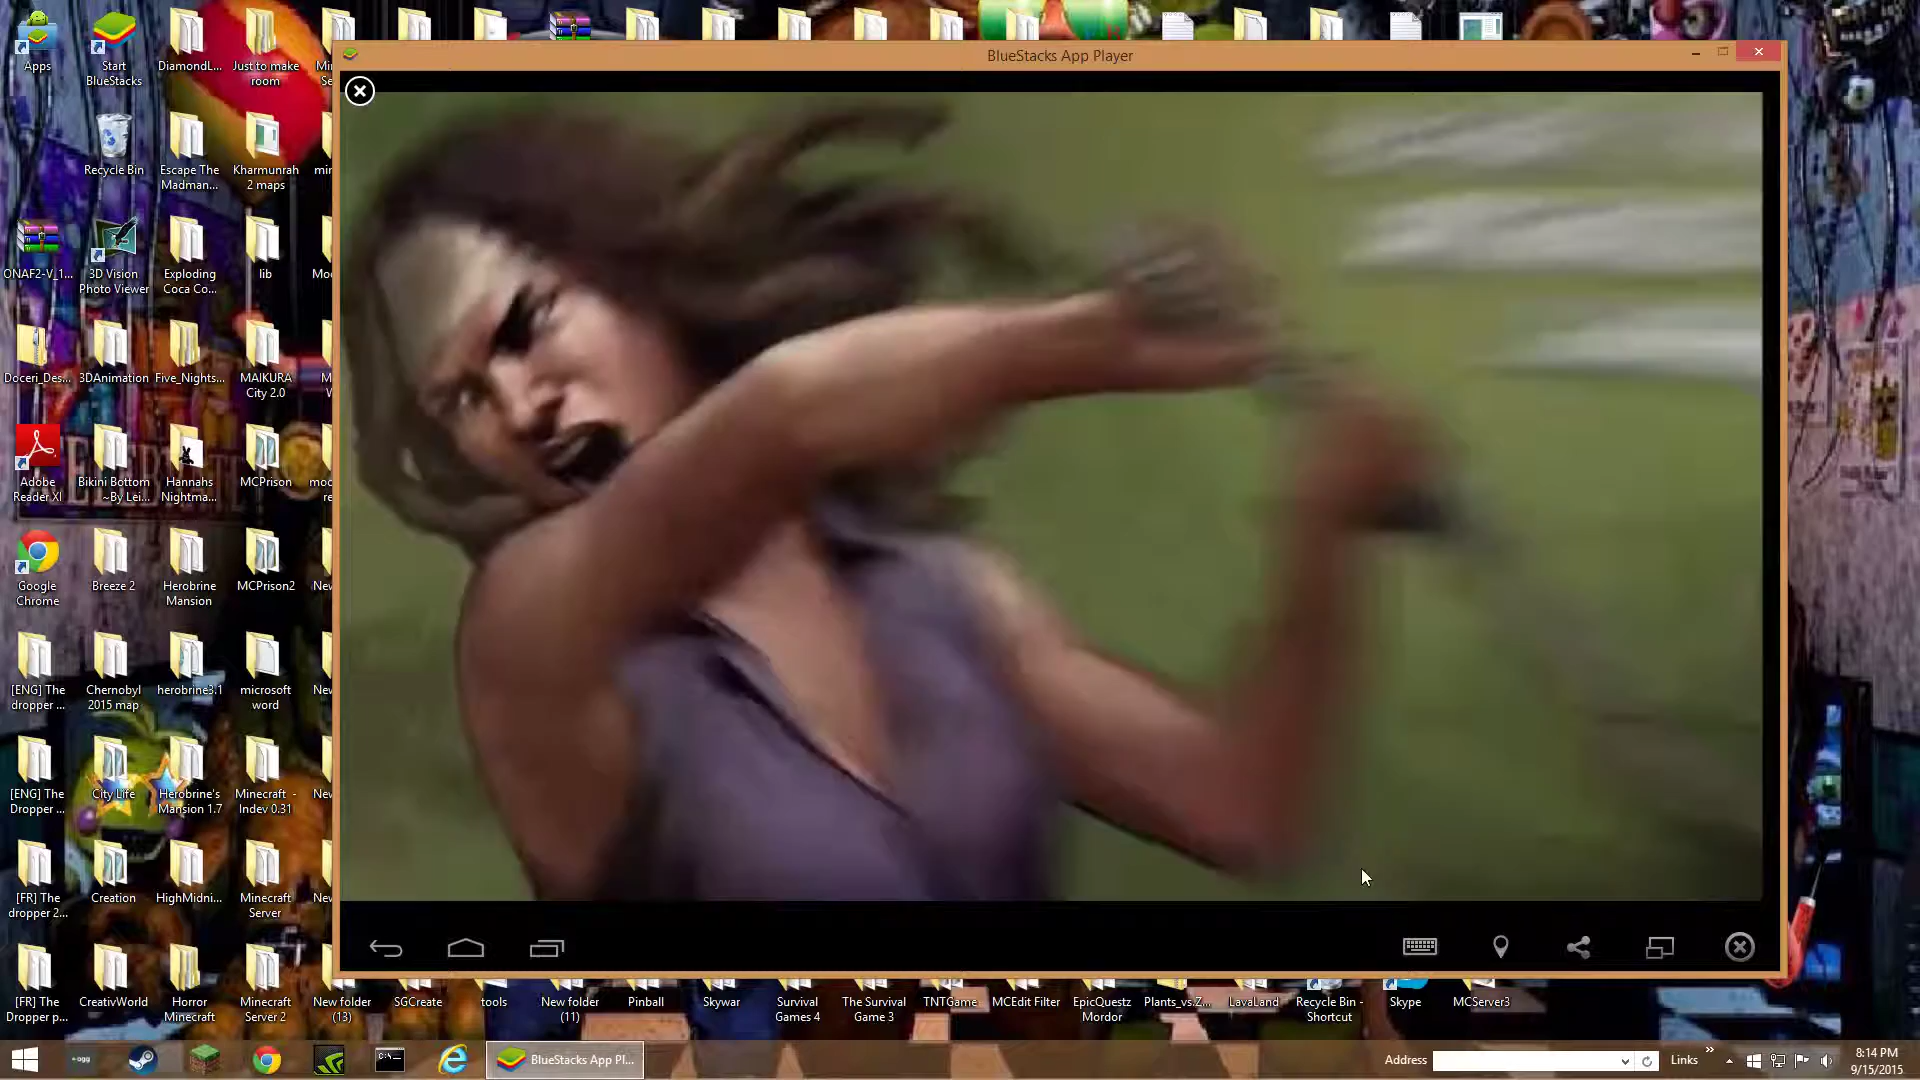 BlueStacks App Player
Apps
Start
BlueStacks
DiamondL...
Just to make
room
Recycle Bin
Escape The
Madman...
Kharmunrah
2 maps
ONAF2-V_1...
3D Vision
Photo Viewer
Exploding
Coca Co...
lib
Doceri_Des...
3DAnimation
Five_Nights...
MAIKURA
City 2.0
Adobe
Reader XI
Bikini Bottom
~By Lei...
Hannahs
Nightma...
MCPrison
Google
Chrome
Breeze 2
Herobrine
Mansion
MCPrison2
[ENG] The
dropper ...
Chernobyl
2015 map
herobrine3.1
microsoft
word
[ENG] The
Dropper ...
City Life
Herobrine's
Mansion 1.7
Minecraft -
Indev 0.31
[FR] The
dropper 2...
Creation
HighMidni...
Minecraft
Server
[FR] The
Dropper p...
CreativWorld
Horror
Minecraft
Minecraft
Server 2
New folder
(13)
SGCreate
tools
New folder
(11)
Pinball
Skywar
Survival
Games 4
The Survival
Game 3
TNTGame
MCEdit Filter
EpicQuestz
Mordor
Plants_vs.Z...
LavaLand
Recycle Bin -
Shortcut
Skype
MCServer3
BlueStacks App Pl...
Address
Links
8:14 PM
9/15/2015